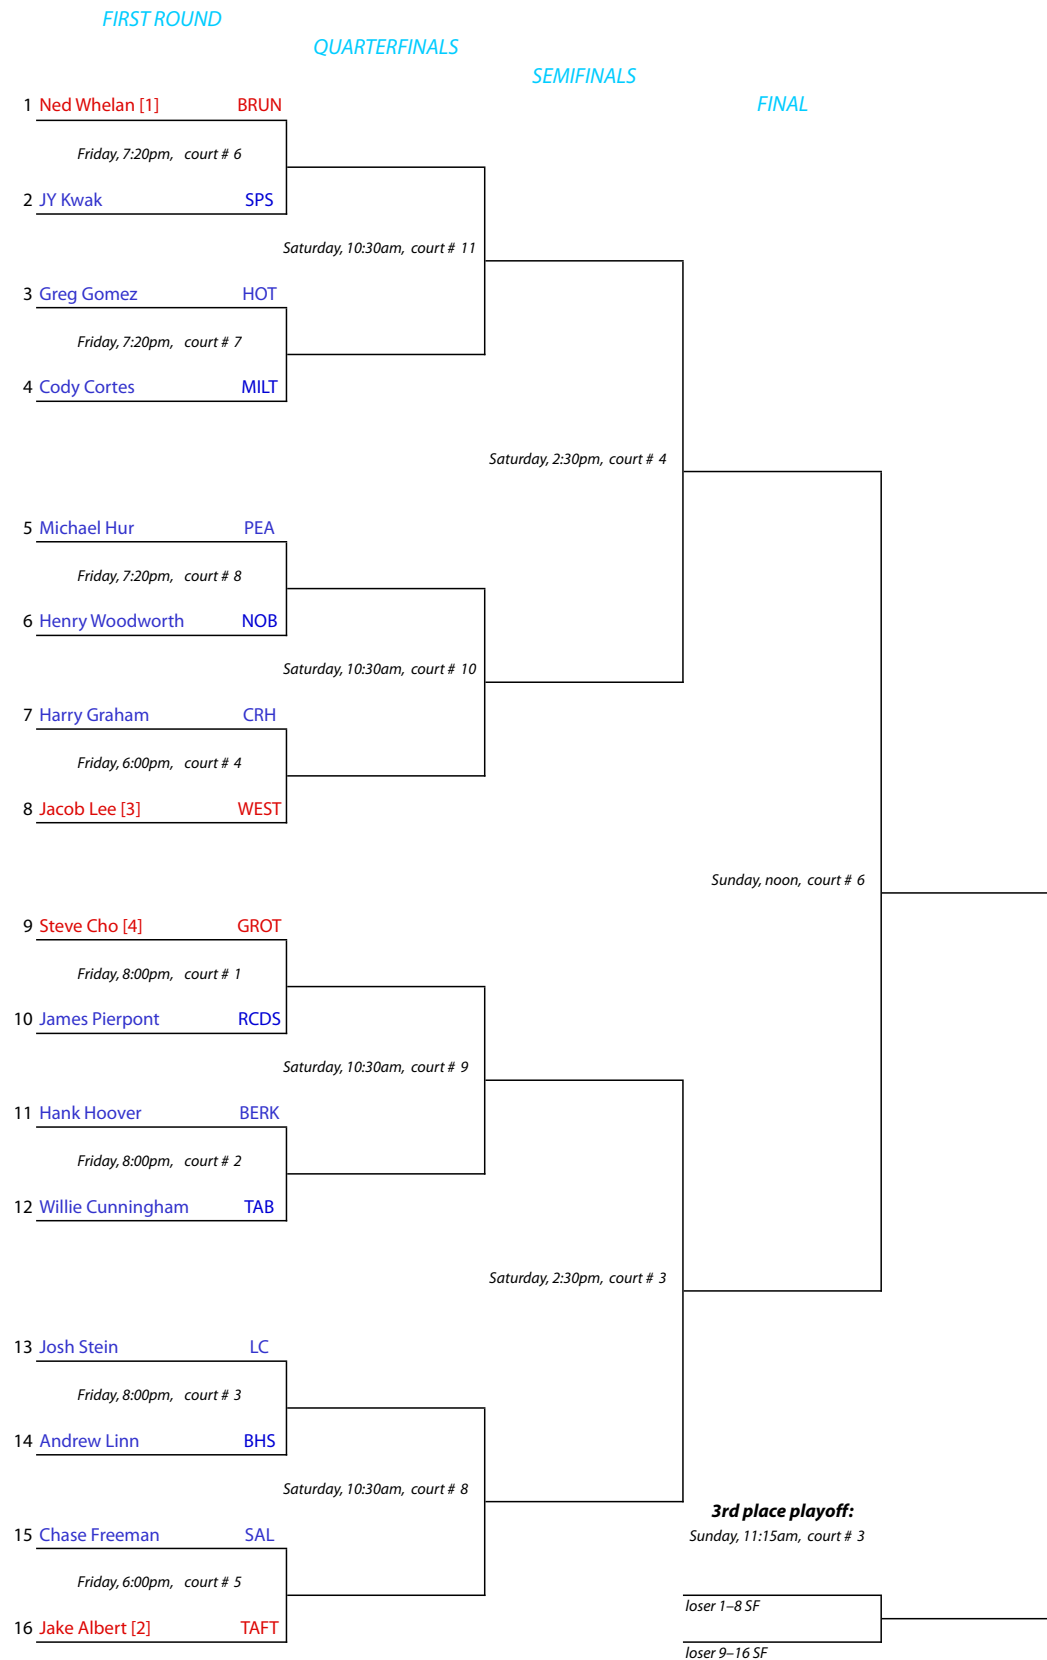 FIRST ROUND
QUARTERFINALS
SEMIFINALS
FINAL
1 Ned Whelan [1] BRUN
Friday, 7:20pm, court # 6
2 JY Kwak SPS
Saturday, 10:30am, court # 11
3 Greg Gomez HOT
Friday, 7:20pm, court # 7
4 Cody Cortes MILT
Saturday, 2:30pm, court # 4
5 Michael Hur PEA
Friday, 7:20pm, court # 8
6 Henry Woodworth NOB
Saturday, 10:30am, court # 10
7 Harry Graham CRH
Friday, 6:00pm, court # 4
8 Jacob Lee [3] WEST
Sunday, noon, court # 6
9 Steve Cho [4] GROT
Friday, 8:00pm, court # 1
10 James Pierpont RCDS
Saturday, 10:30am, court # 9
11 Hank Hoover BERK
Friday, 8:00pm, court # 2
12 Willie Cunningham TAB
Saturday, 2:30pm, court # 3
13 Josh Stein LC
Friday, 8:00pm, court # 3
14 Andrew Linn BHS
Saturday, 10:30am, court # 8
3rd place playoff:
15 Chase Freeman SAL
Sunday, 11:15am, court # 3
Friday, 6:00pm, court # 5
loser 1–8 SF
16 Jake Albert [2] TAFT
loser 9–16 SF